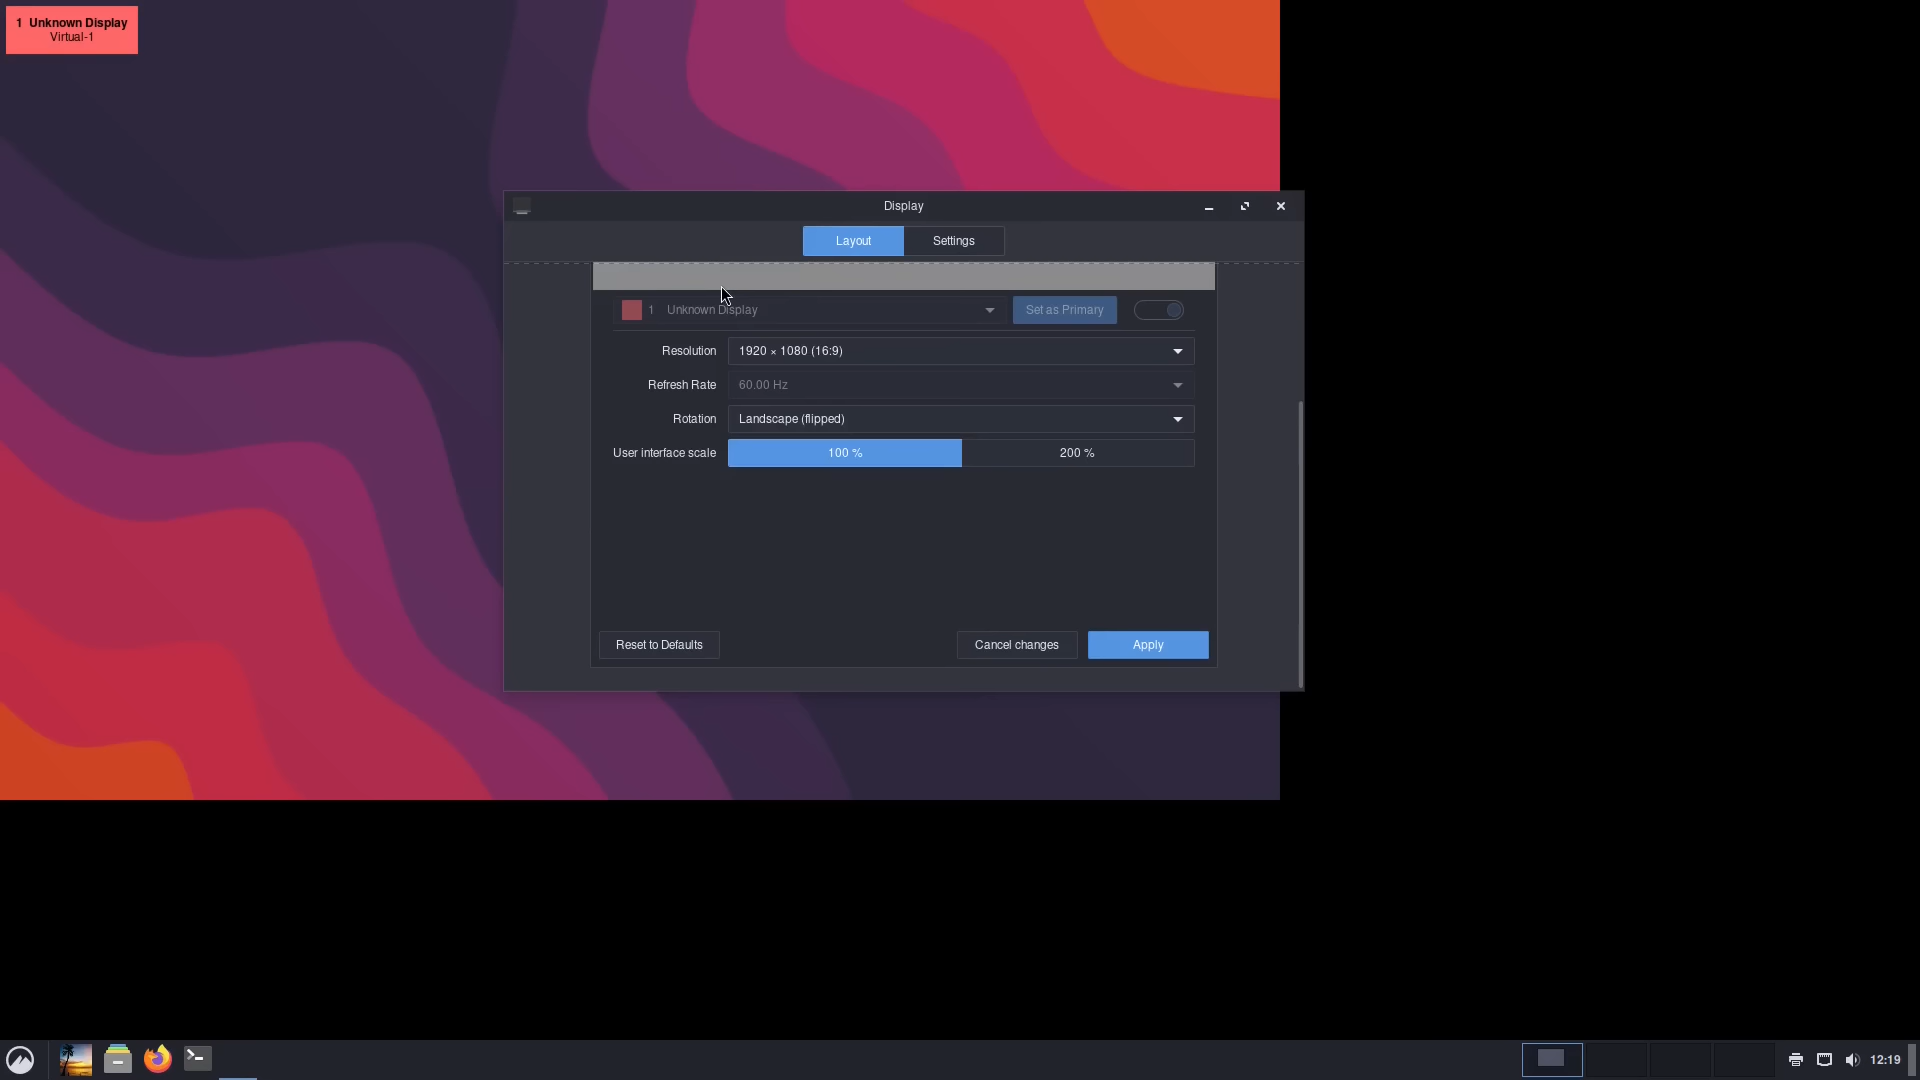 1 Unknown Display
Virtual-1
Display
Layout Settings
1 Unknown Display Set as Primary
Resolution 1920 × 1080 (16:9)
Refresh Rate 60.00 Hz
Rotation Landscape (flipped)
User interface scale 100 % 200 %
Reset to Defaults Cancel changes Apply
12:19